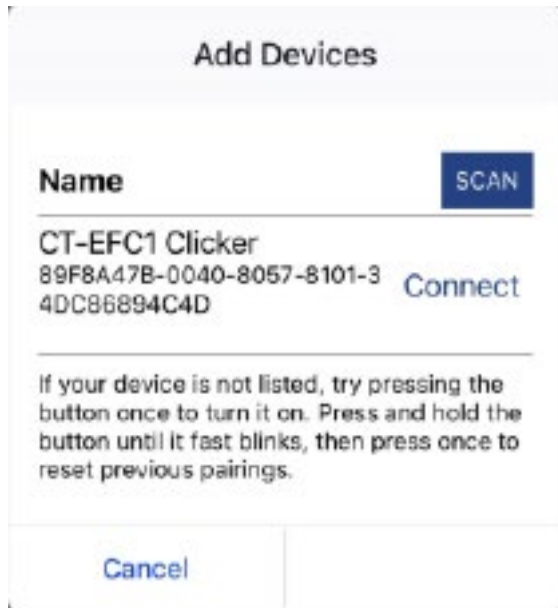 Add Devices
Name
SCAN
CT-EFC1 Clicker
89F8A47B-0040-8057-8101-3
4DC86894C4D
Connect
If your device is not listed, try pressing the
button once to turn it on. Press and hold the
button until it fast blinks, then press once to
reset previous pairings.
Cancel